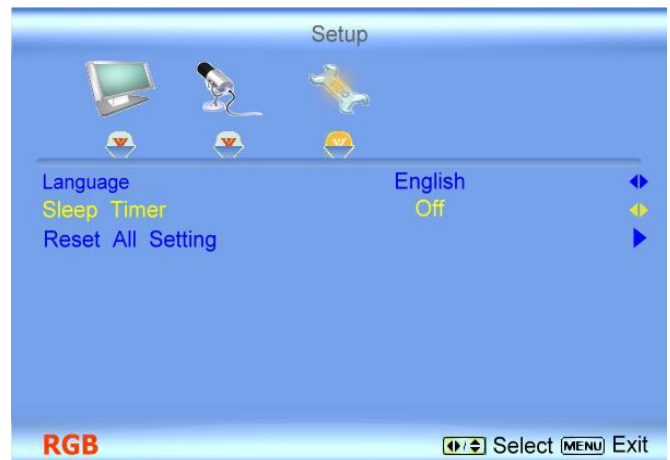 Setup
Language English
Sleep Timer Off
Reset All Setting
RGB Select MENU Exit